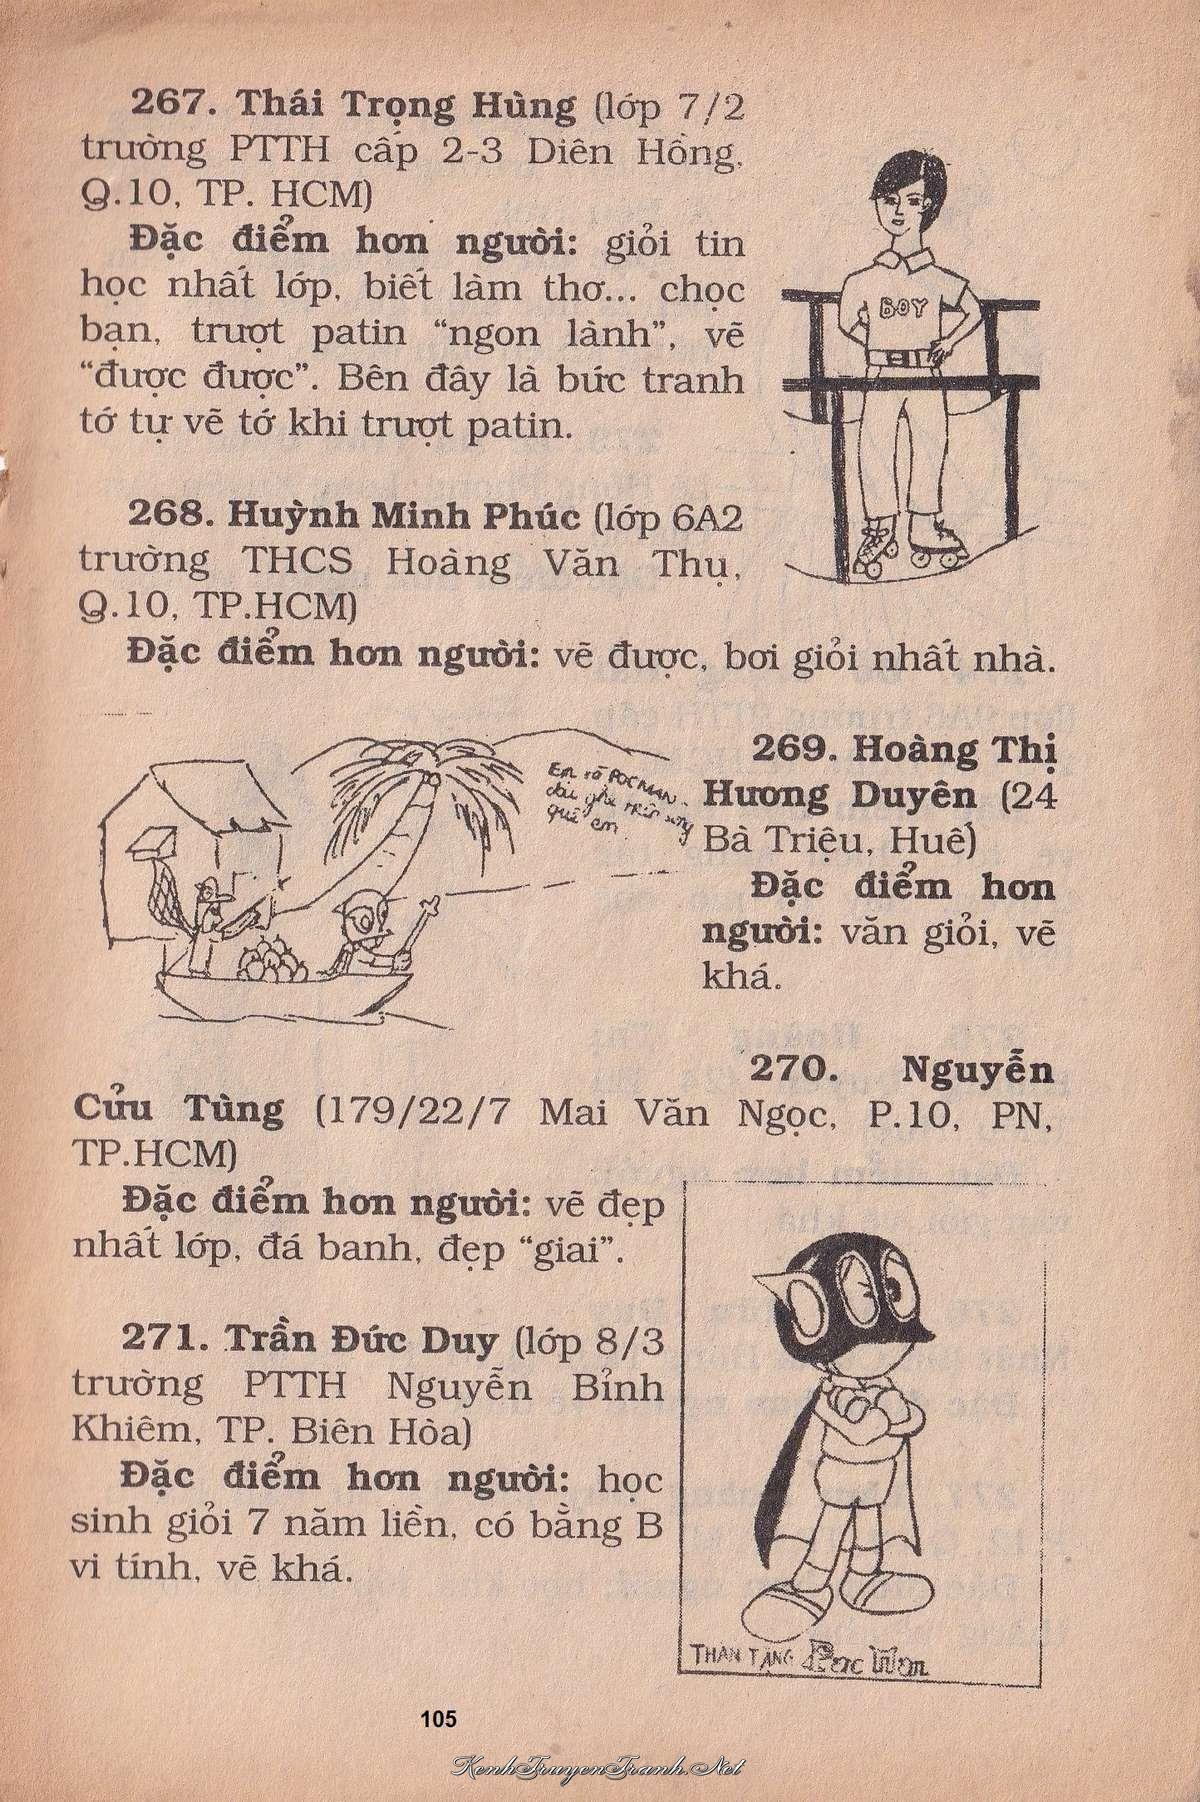 267. Thái Trọng Hùng (lớp 7/2
trường PTTH cấp 2-3 Diên Hồng,
Q.10, TP. HCM)
Đặc điểm hơn người: giỏi tin
học nhất lớp, biết làm thơ... chọc
bạn, trượt patin “ngon lành”, vẽ
“được được”. Bên đây là bức tranh
tớ tự vẽ tớ khi trượt patin.
BOY
268. Huỳnh Minh Phúc (lớp 6A2
trường THCS Hoàng Văn Thụ,
Q.10, TP.HCM)
Đặc điểm hơn người: vẽ được, bơi giỏi nhất nhà.
POCMAN
quê em
269. Hoàng Thị
Hương Duyên (24
Bà Triệu, Huế)
Đặc điểm hơn
người: văn giỏi, vẽ
khá.
270. Nguyễn
Cửu Tùng (179/22/7 Mai Văn Ngọc, P.10, PN,
TP.HCM)
Đặc điểm hơn người: vẽ đẹp
nhất lớp, đá banh, đẹp “giai”.
271. Trần Đức Duy (lớp 8/3
trường PTTH Nguyễn Bỉnh
Khiêm, TP. Biên Hòa)
Đặc điểm hơn người: học
sinh giỏi 7 năm liền, có bằng B
vi tính, vẽ khá.
THÂN TẶNG
105
KenhTruyenTranh.Net